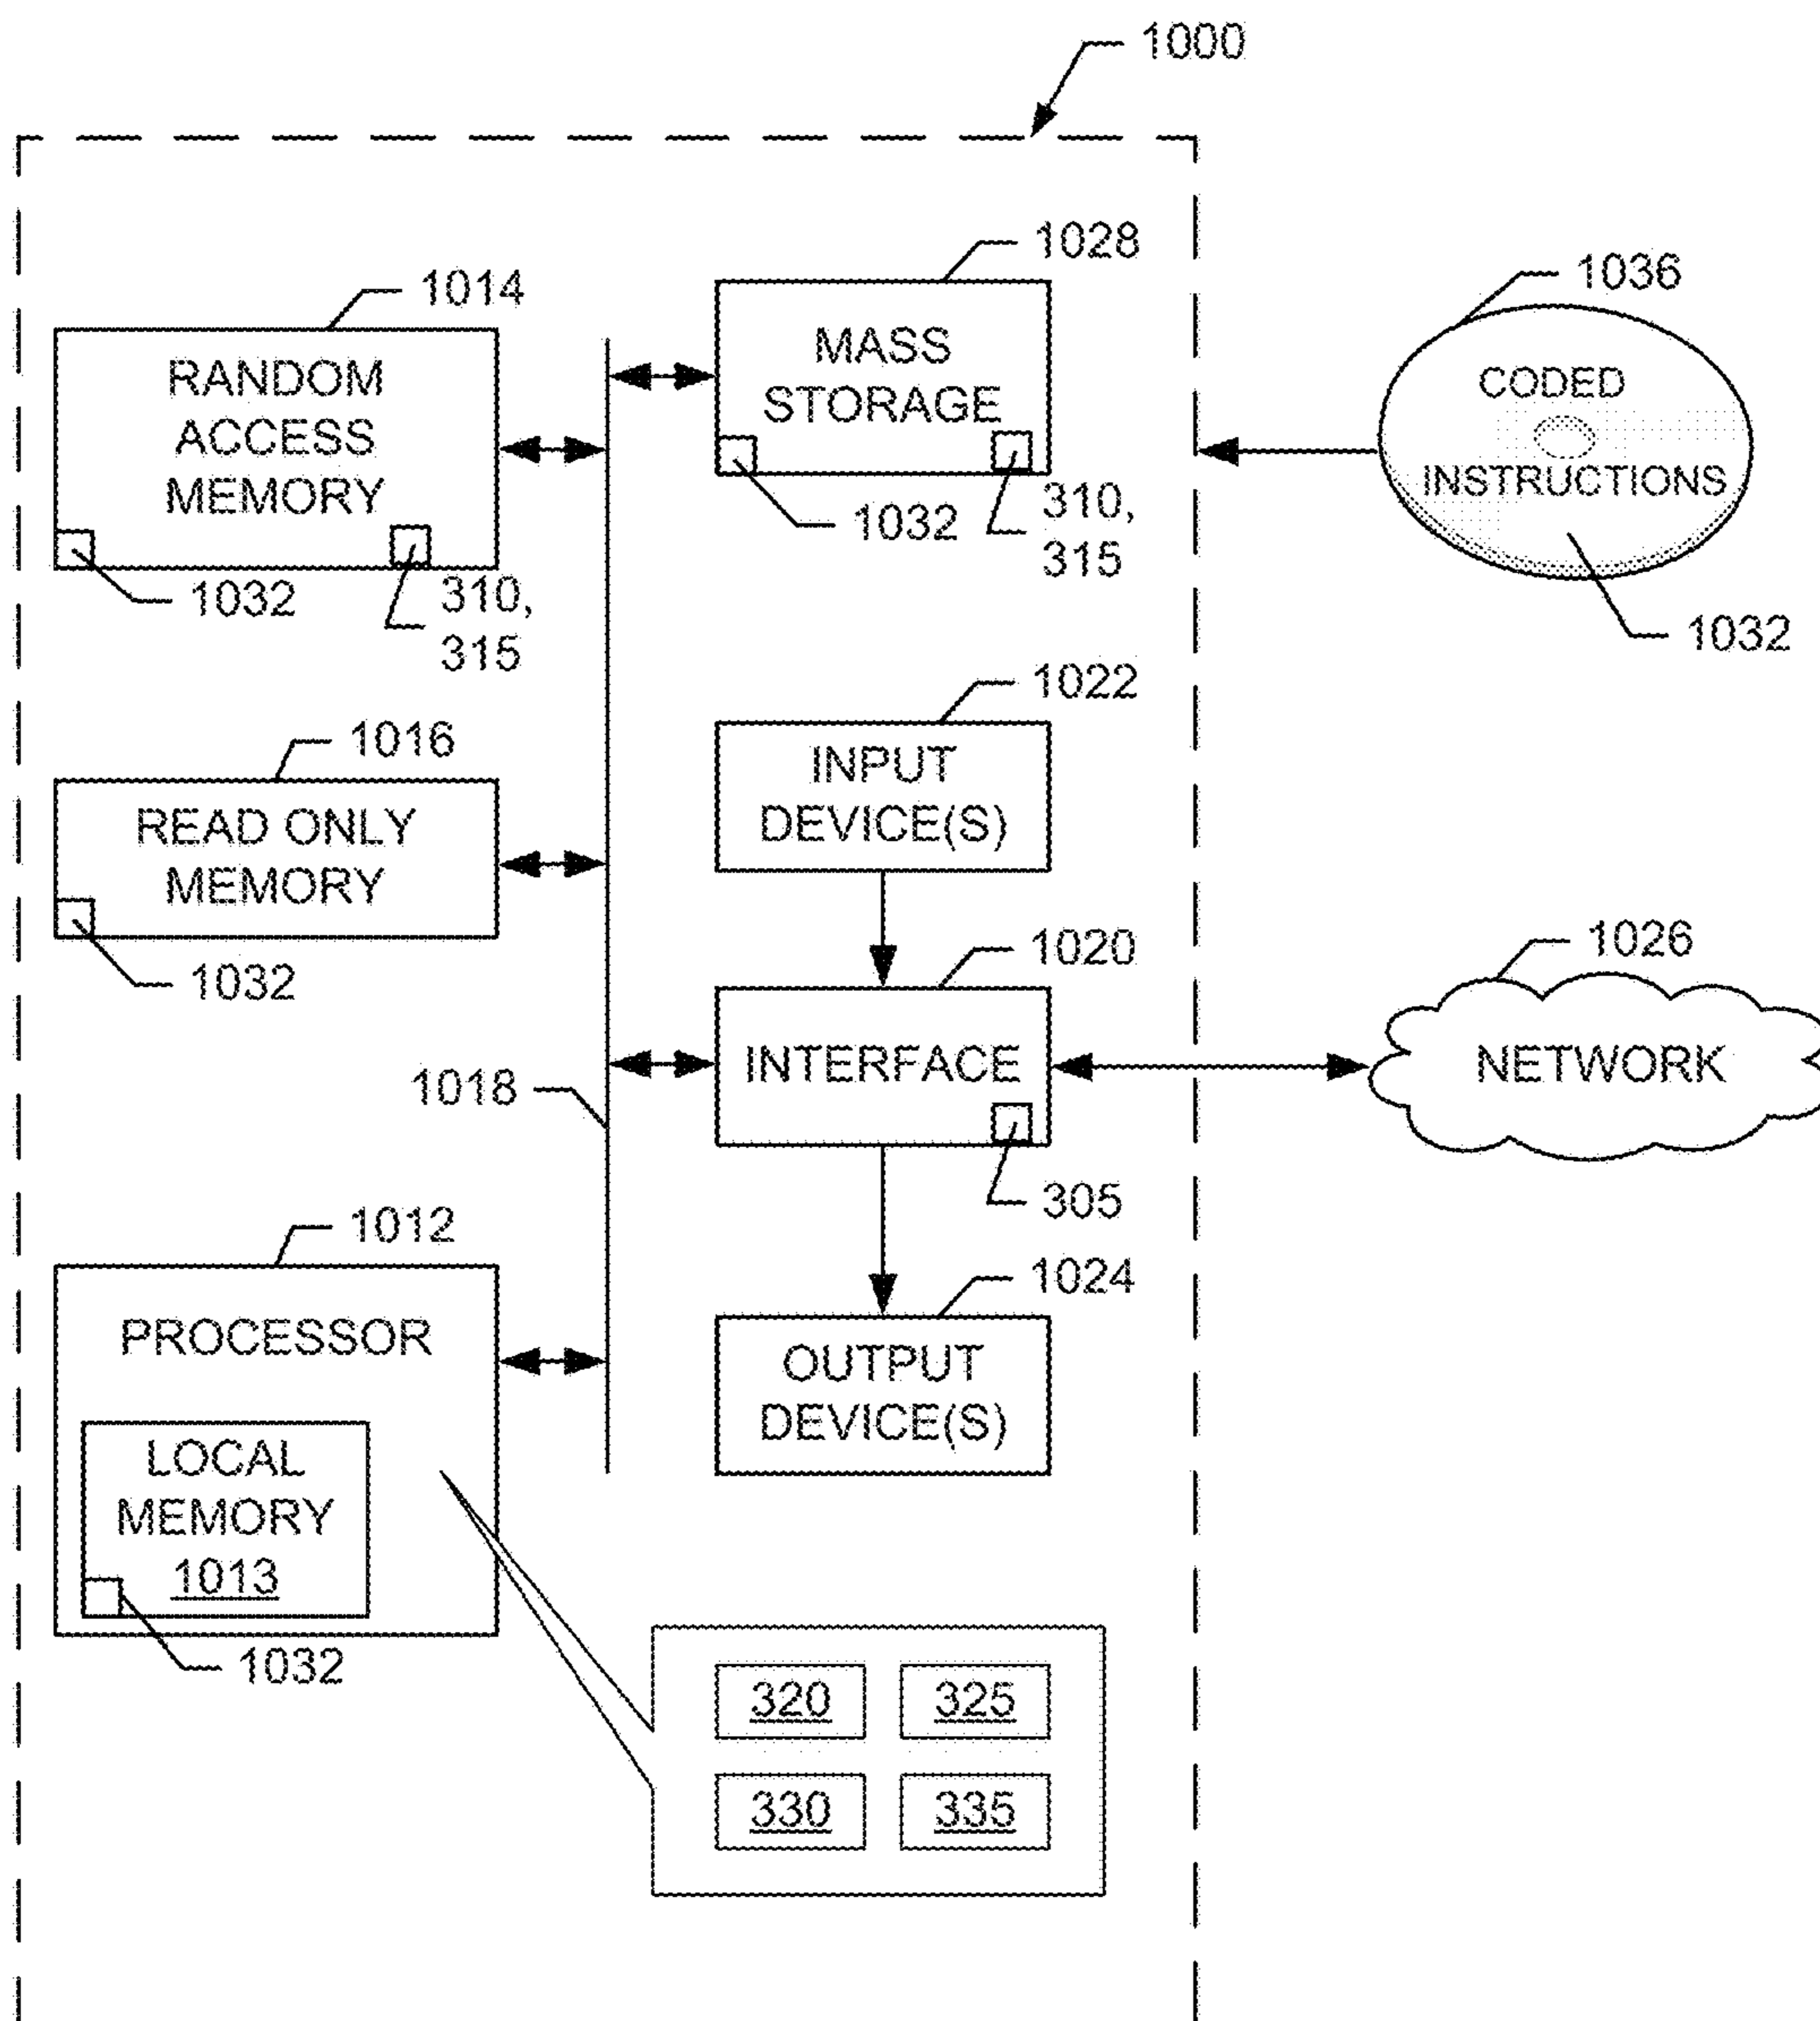 1000
1014
RANDOM
ACCESS
MEMORY
1032
310,
315
1028
MASS
STORAGE
1032
310,
315
1036
CODED
INSTRUCTIONS
1032
1016
READ ONLY
MEMORY
1032
1022
INPUT
DEVICE(S)
1020
INTERFACE
305
1018
1026
NETWORK
1012
PROCESSOR
LOCAL
MEMORY
1013
1032
1024
OUTPUT
DEVICE(S)
320 325
330 335